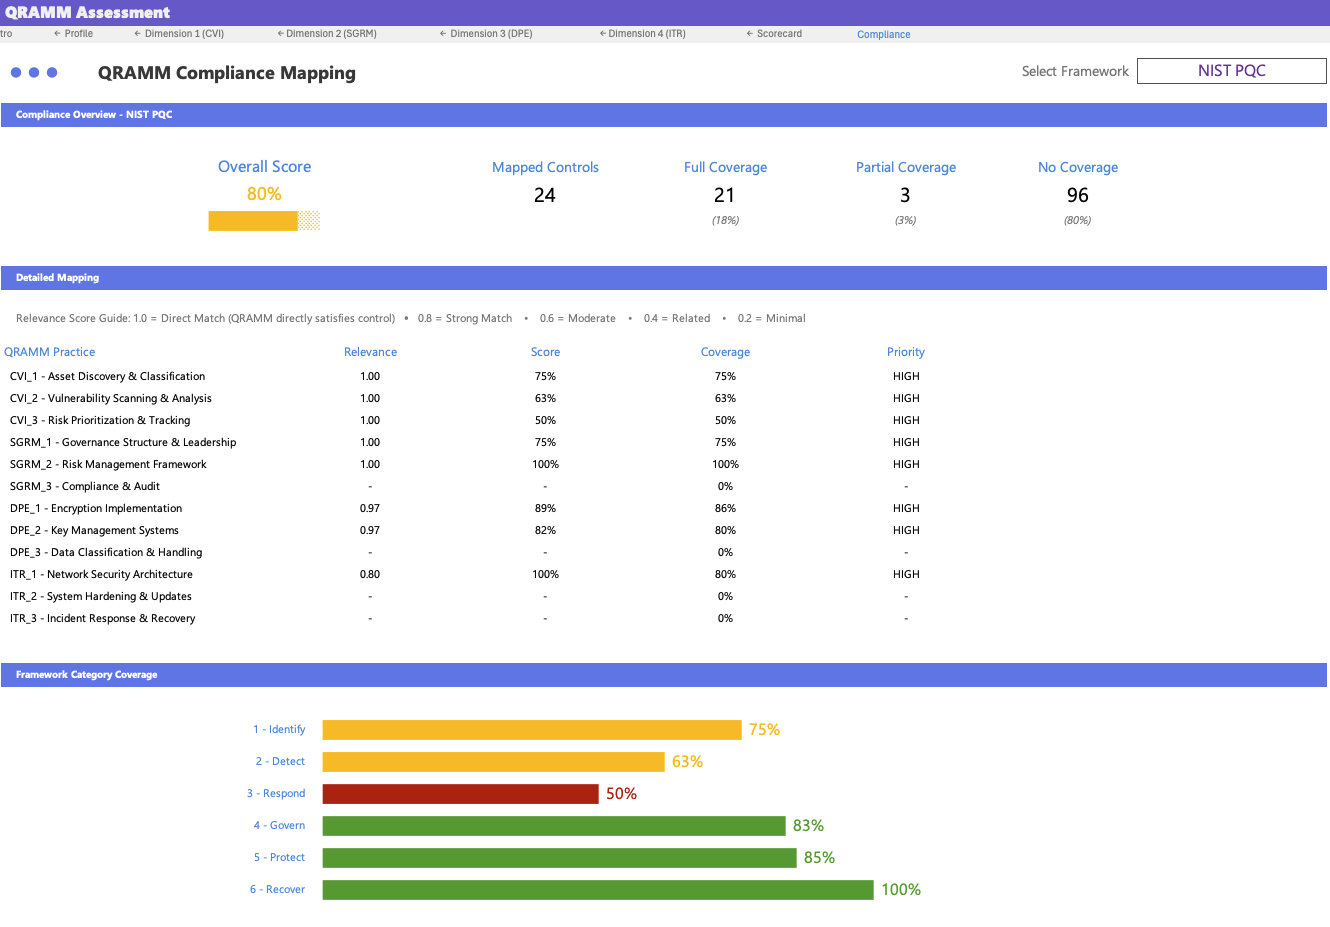 QRAMM Assessment
tro ← Profile ← Dimension 1 (CVI) ← Dimension 2 (SGRM) ← Dimension 3 (DPE) ← Dimension 4 (ITR) ← Scorecard Compliance
QRAMM Compliance Mapping Select Framework NIST PQC
Compliance Overview - NIST PQC
Overall Score Mapped Controls Full Coverage Partial Coverage No Coverage
80% 24 21 3 96
(18%) (3%) (80%)
Detailed Mapping
Relevance Score Guide: 1.0 = Direct Match (QRAMM directly satisfies control) • 0.8 = Strong Match • 0.6 = Moderate • 0.4 = Related • 0.2 = Minimal
QRAMM Practice Relevance Score Coverage Priority
CVI_1 - Asset Discovery & Classification 1.00 75% 75% HIGH
CVI_2 - Vulnerability Scanning & Analysis 1.00 63% 63% HIGH
CVI_3 - Risk Prioritization & Tracking 1.00 50% 50% HIGH
SGRM_1 - Governance Structure & Leadership 1.00 75% 75% HIGH
SGRM_2 - Risk Management Framework 1.00 100% 100% HIGH
SGRM_3 - Compliance & Audit - - 0% -
DPE_1 - Encryption Implementation 0.97 89% 86% HIGH
DPE_2 - Key Management Systems 0.97 82% 80% HIGH
DPE_3 - Data Classification & Handling - - 0% -
ITR_1 - Network Security Architecture 0.80 100% 80% HIGH
ITR_2 - System Hardening & Updates - - 0% -
ITR_3 - Incident Response & Recovery - - 0% -
Framework Category Coverage
1 - Identify 75%
2 - Detect 63%
3 - Respond 50%
4 - Govern 83%
5 - Protect 85%
6 - Recover 100%